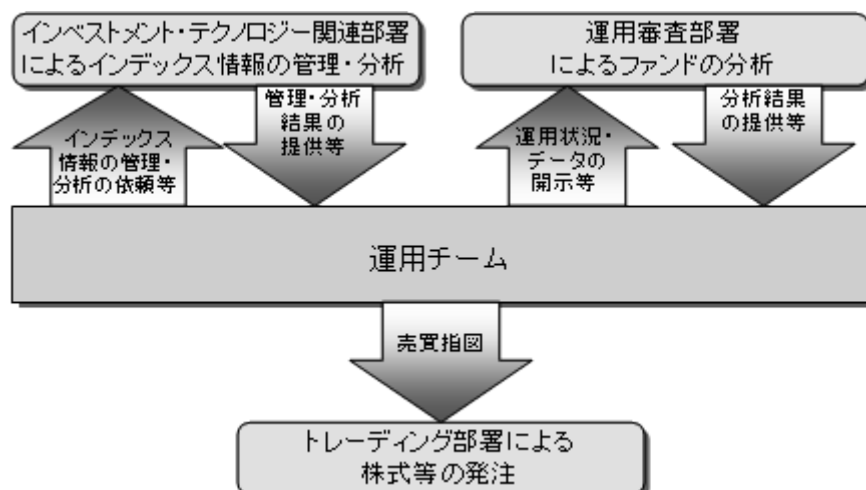 インベストメント・テクノロジー関連部署
によるインデックス情報の管理・分析
運用審査部署
によるファンドの分析
インデックス
情報の管理・
分析の依頼等
管理・分析
結果の
提供等
運用状況・
データの
開示等
分析結果
の提供等
運用チーム
売買指図
トレーディング部署による
株式等の発注